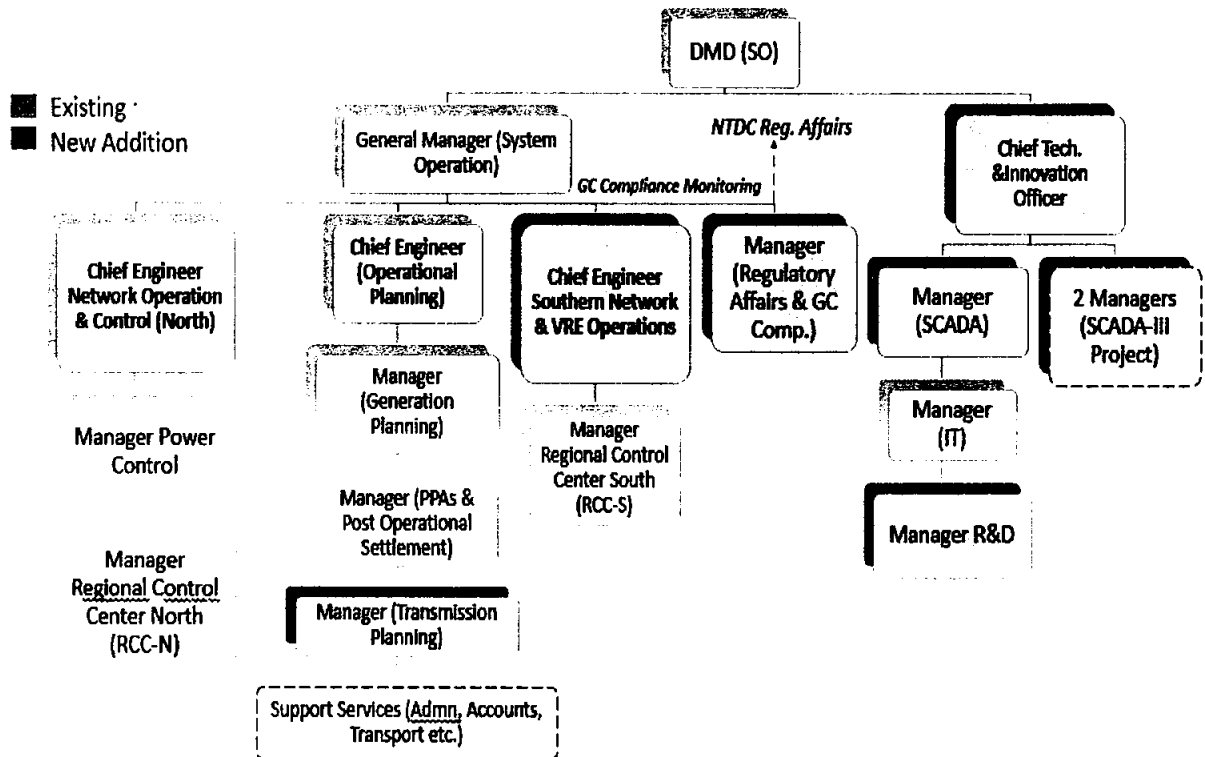 DMD (SO)
Existing
New Addition
General Manager (System
Operation)
NTDC Reg. Affairs
Chief Tech.
&Innovation
Officer
GC Compliance Monitoring
Chief Engineer
Network Operation
& Control (North)
Chief Engineer
(Operational
Planning)
Chief Engineer
Southern Network
& VRE Operations
Manager
(Regulatory
Affairs & GC
Comp.)
Manager
(SCADA)
2 Managers
(SCADA-III
Project)
Manager Power
Control
Manager
(Generation
Planning)
Manager
Regional Control
Center South
(RCC-S)
Manager
(IT)
Manager
Regional Control
Center North
(RCC-N)
Manager (PPAs &
Post Operational
Settlement)
Manager R&D
Manager (Transmission
Planning)
Support Services (Admn, Accounts,
Transport etc.)